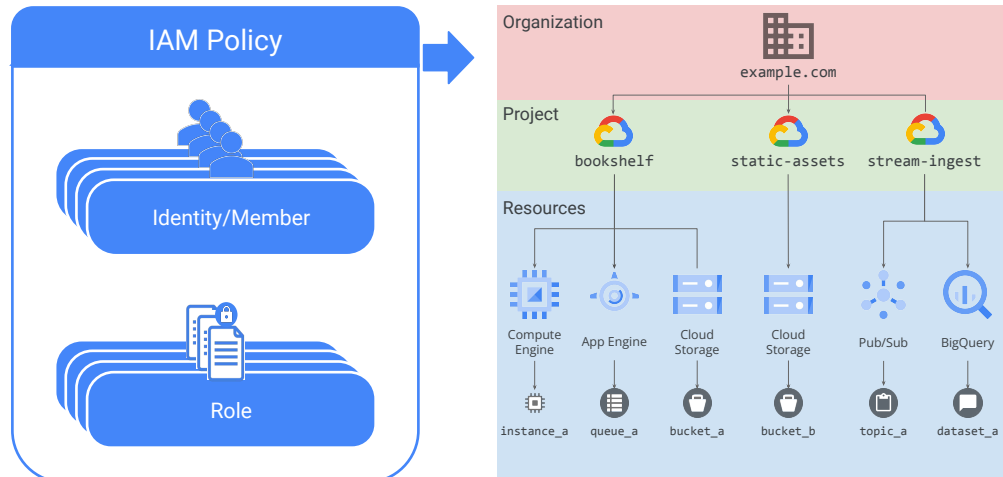 IAM Policy
Identity/Member
Role
Organization
example.com
Project
bookshelf
static-assets
stream-ingest
Resources
Compute
Engine
App Engine
Cloud
Storage
Cloud
Storage
Pub/Sub
BigQuery
instance_a
queue_a
bucket_a
bucket_b
topic_a
dataset_a